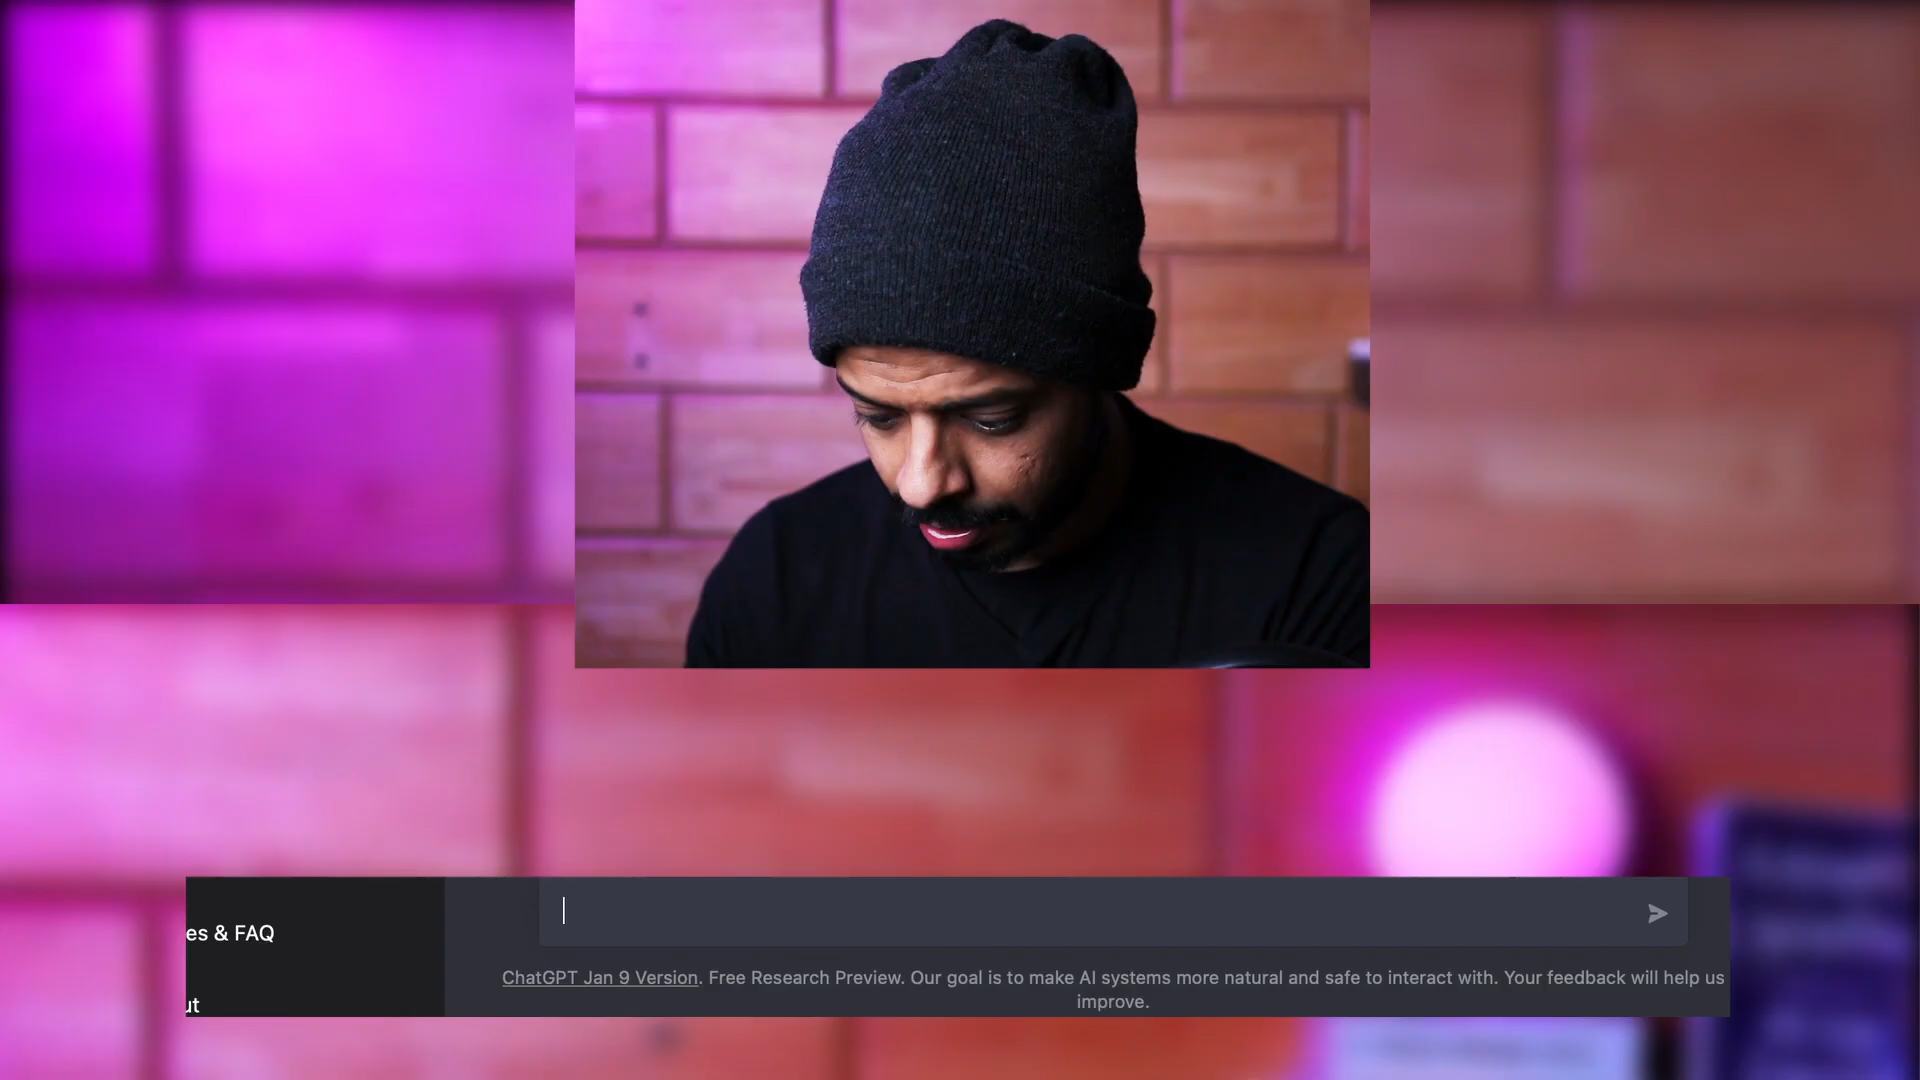 es & FAQ
ut
ChatGPT Jan 9 Version. Free Research Preview. Our goal is to make AI systems more natural and safe to interact with. Your feedback will help us
improve.